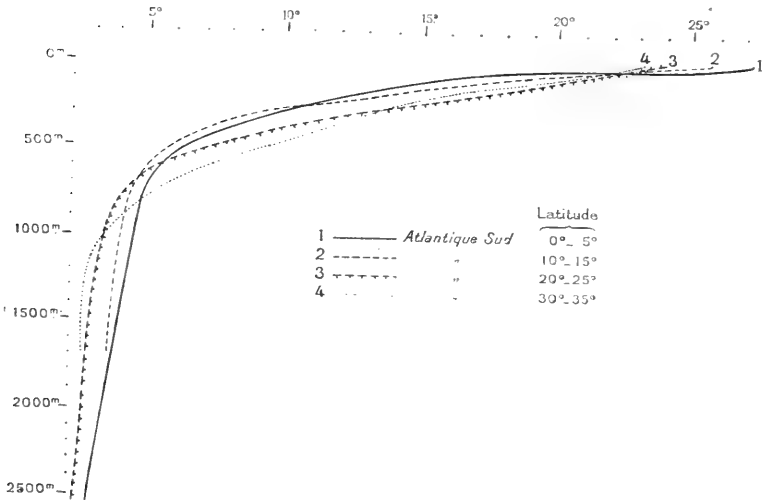 5° 10° 15° 20° 25°
0m
4 3 2 1
500m
1000m
1500m
2000m
2500m
Latitude
1 Atlantique Sud 0°_ 5°
2 " 10°_15°
3 " 20°_25°
4 " 30°_35°